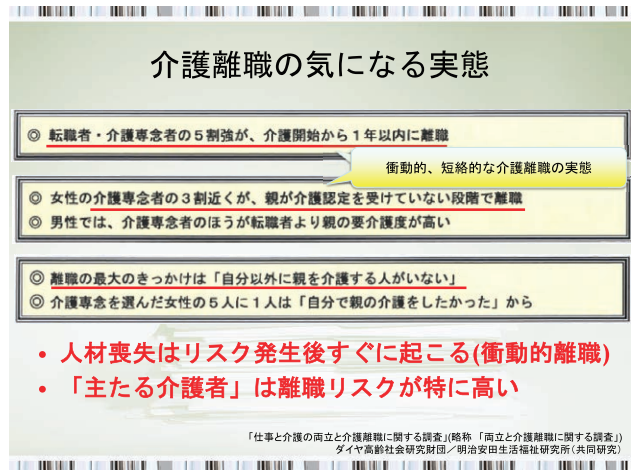 介護離職の気になる実態
◎ 転職者・介護専念者の５割強が、介護開始から１年以内に離職
衝動的、短絡的な介護離職の実態
◎ 女性の介護専念者の３割近くが、親が介護認定を受けていない段階で離職
◎ 男性では、介護専念者のほうが転職者より親の要介護度が高い
◎ 離職の最大のきっかけは「自分以外に親を介護する人がいない」
◎ 介護専念を選んだ女性の５人に１人は「自分で親の介護をしたかった」から
• 人材喪失はリスク発生後すぐに起こる(衝動的離職)
• 「主たる介護者」は離職リスクが特に高い
「仕事と介護の両立と介護離職に関する調査」(略称 「両立と介護離職に関する調査」)
ダイヤ高齢社会研究財団／明治安田生活福祉研究所（共同研究）